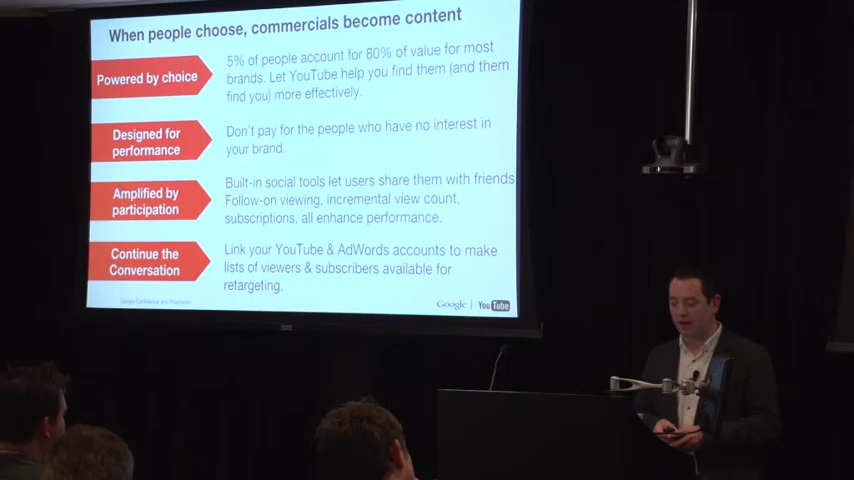 When people choose, commercials become content
Powered by choice
5% of people account for 80% of value for most
brands. Let YouTube help you find them (and them
find you) more effectively.
Designed for
performance
Don't pay for the people who have no interest in
your brand.
Amplified by
participation
Built-in social tools let users share them with friends
Follow-on viewing, incremental view count,
subscriptions, all enhance performance.
Continue the
Conversation
Link your YouTube & AdWords accounts to make
lists of viewers & subscribers available for
retargeting.
Google Confidential and Proprietary
Google | YouTube